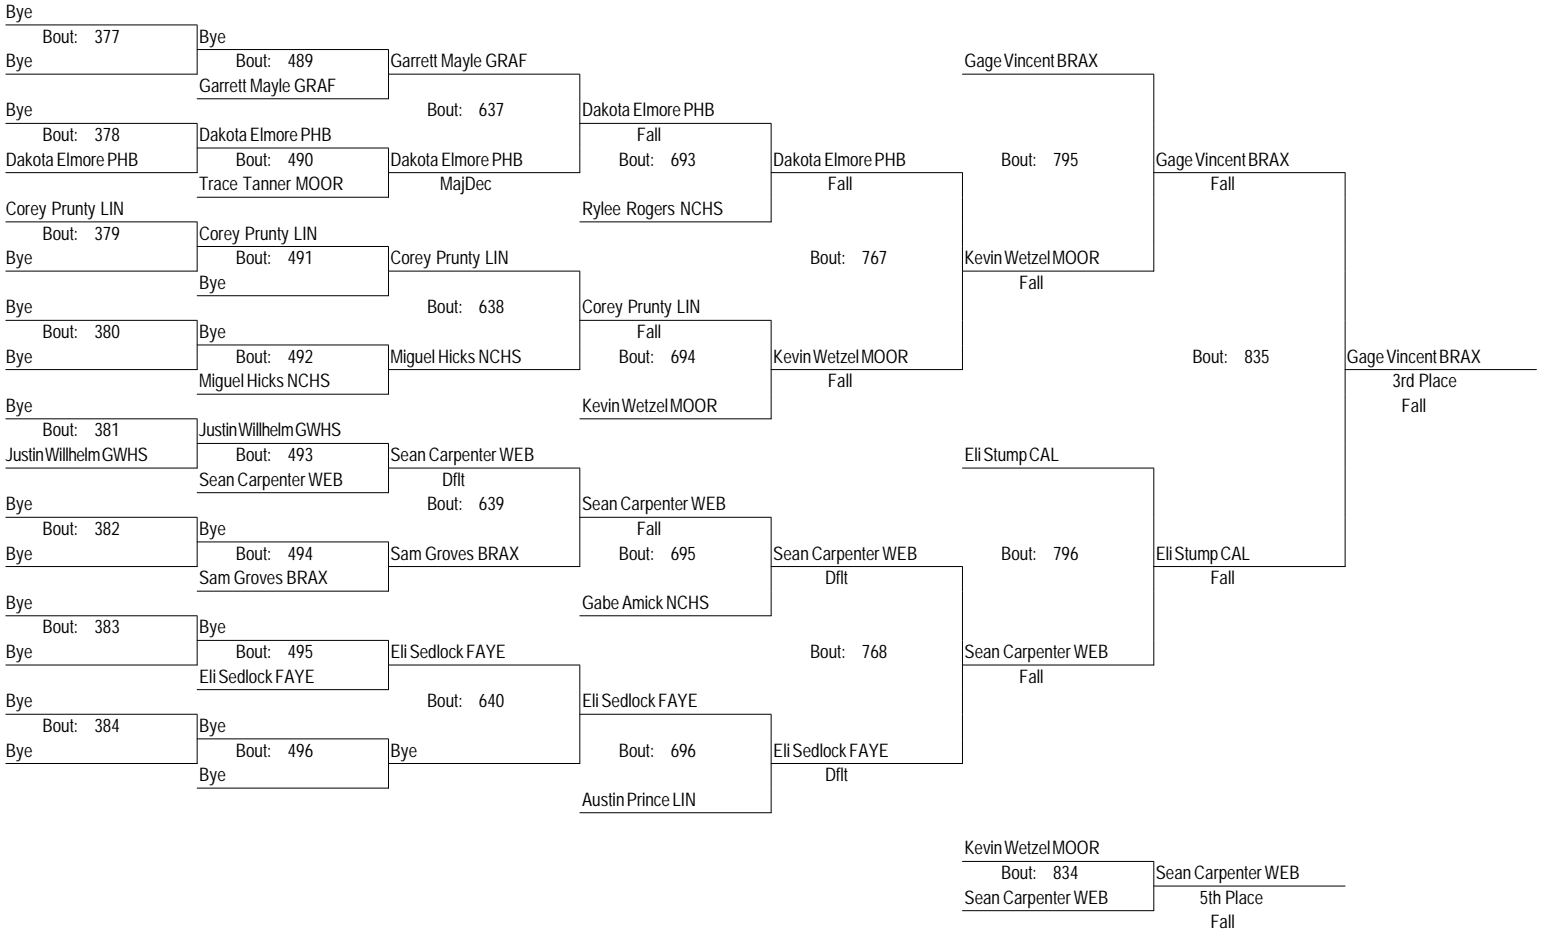 Bye
Bout: 377
Bye
Bye
Bout: 378
Dakota Elmore PHB
Corey Prunty LIN
Bout: 379
Bye
Bye
Bout: 380
Bye
Bye
Bout: 381
Justin Willhelm GWHS
Bye
Bout: 382
Bye
Bye
Bout: 383
Bye
Bye
Bout: 384
Bye
Bye
Bout: 489
Garrett Mayle GRAF
Dakota Elmore PHB
Bout: 490
Trace Tanner MOOR
Corey Prunty LIN
Bout: 491
Bye
Bye
Bout: 492
Miguel Hicks NCHS
Justin Willhelm GWHS
Bout: 493
Sean Carpenter WEB
Bye
Bout: 494
Sam Groves BRAX
Bye
Bout: 495
Eli Sedlock FAYE
Bye
Bout: 496
Bye
Garrett Mayle GRAF
Bout: 637
Dakota Elmore PHB
MajDec
Corey Prunty LIN
Bout: 638
Miguel Hicks NCHS
Sean Carpenter WEB
Dflt
Bout: 639
Sam Groves BRAX
Eli Sedlock FAYE
Bout: 640
Bye
Dakota Elmore PHB
Fall
Bout: 693
Rylee Rogers NCHS
Corey Prunty LIN
Fall
Bout: 694
Kevin Wetzel MOOR
Sean Carpenter WEB
Fall
Bout: 695
Gabe Amick NCHS
Eli Sedlock FAYE
Bout: 696
Austin Prince LIN
Dakota Elmore PHB
Fall
Bout: 767
Kevin Wetzel MOOR
Fall
Sean Carpenter WEB
Dflt
Bout: 768
Eli Sedlock FAYE
Dflt
Gage Vincent BRAX
Bout: 795
Kevin Wetzel MOOR
Fall
Eli Stump CAL
Bout: 796
Sean Carpenter WEB
Fall
Gage Vincent BRAX
Fall
Bout: 835
Eli Stump CAL
Fall
Gage Vincent BRAX
3rd Place
Fall
Kevin Wetzel MOOR
Bout: 834
Sean Carpenter WEB
Sean Carpenter WEB
5th Place
Fall